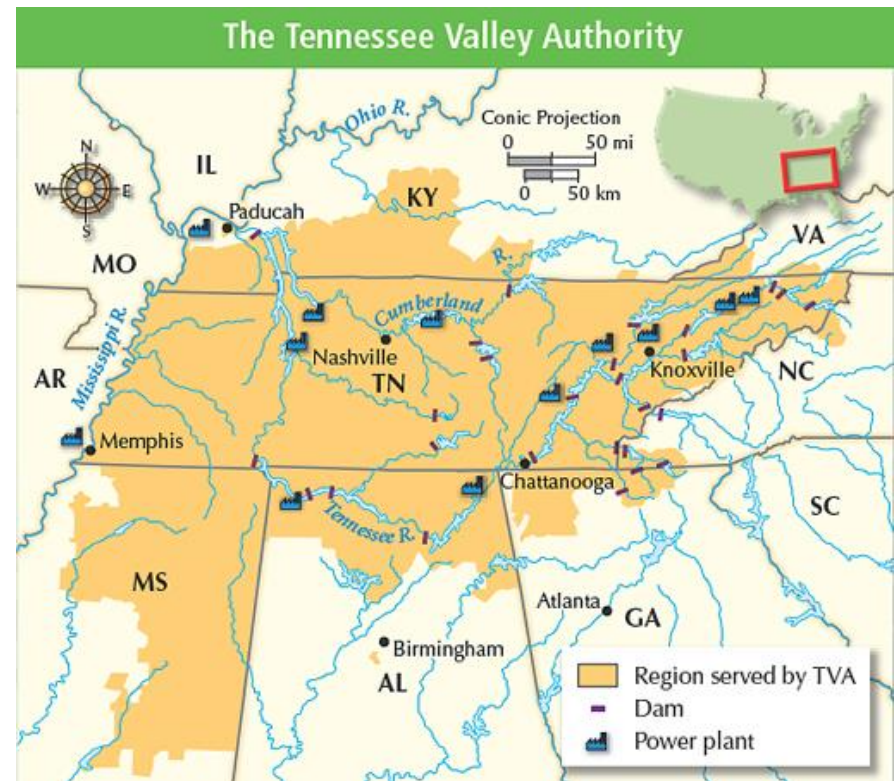 The Tennessee Valley Authority
Ohio R.
Conic Projection
0 50 mi
0 50 km
N
W E
S
IL
KY
VA
Paducah
MO
R.
Cumberland
Mississippi R.
Nashville
TN
Knoxville
NC
AR
Memphis
Chattanooga
Tennessee R.
SC
MS
Atlanta
GA
Birmingham
AL
Region served by TVA
Dam
Power plant